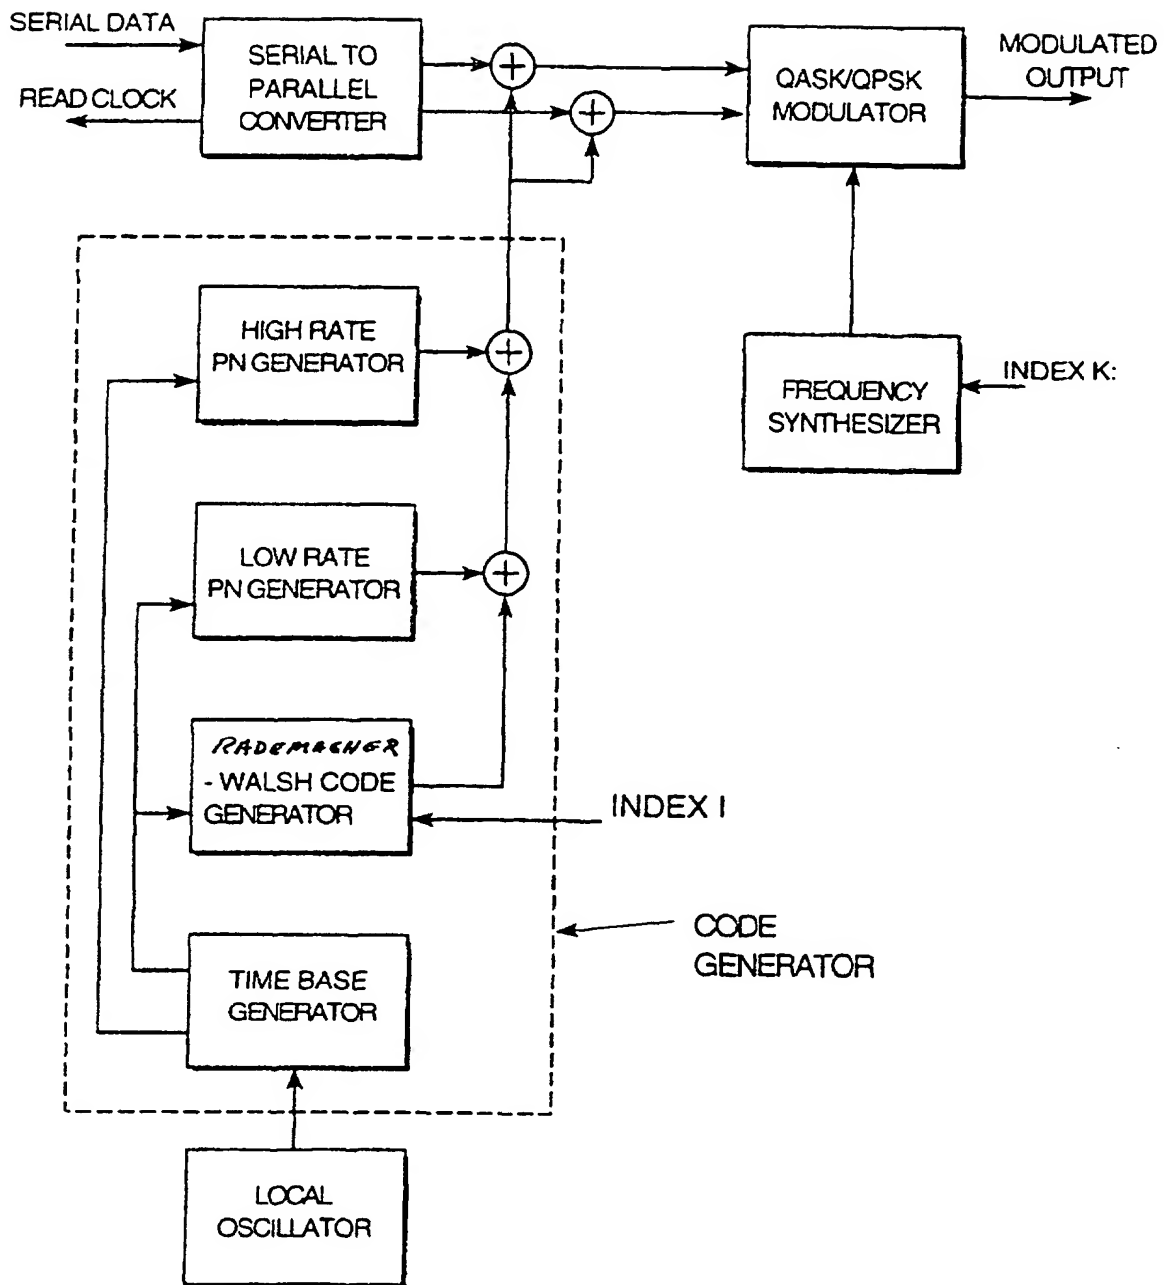 SERIAL DATA
READ CLOCK
SERIAL TO
PARALLEL
CONVERTER
QASK/QPSK
MODULATOR
MODULATED
OUTPUT
HIGH RATE
PN GENERATOR
FREQUENCY
SYNTHESIZER
INDEX K:
LOW RATE
PN GENERATOR
RADEMACHER
- WALSH CODE
GENERATOR
INDEX I
CODE
GENERATOR
TIME BASE
GENERATOR
LOCAL
OSCILLATOR